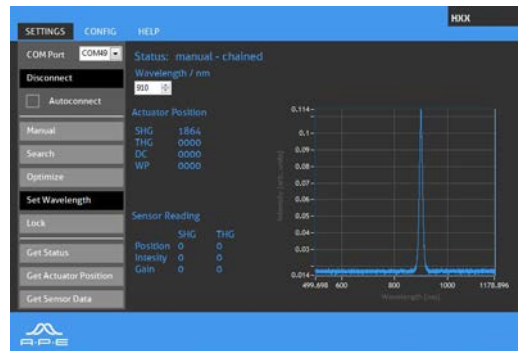 HXX
SETTINGS CONFIG HELP
COM Port COM49
Disconnect
Autoconnect
Manual
Search
Optimize
Set Wavelength
Lock
Get Status
Get Actuator Position
Get Sensor Data
Status: manual - chained
Wavelength / nm
910
Actuator Position
SHG 1864
THG 0000
DC 0000
WP 0000
Sensor Reading
SHG THG
Position 0 0
Intesity 0 0
Gain 0 0
Intensity [arb. units]
0.114
0.1
0.09
0.08
0.07
0.06
0.05
0.04
0.03
0.014
499.698 600 800 1000 1178.896
Wavelength [nm]
A·P·E